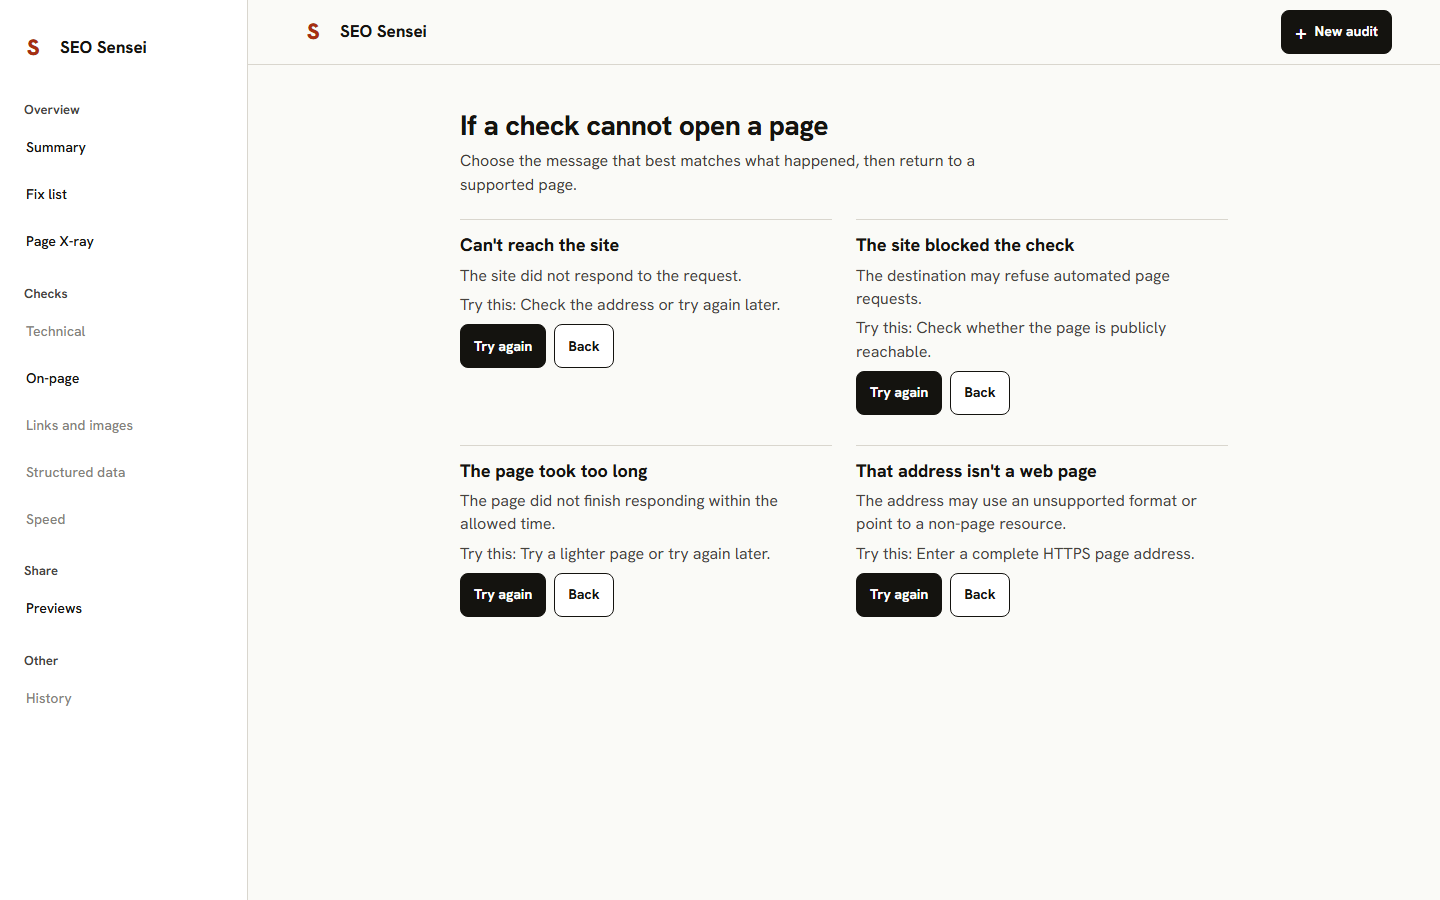 S SEO Sensei
Overview
Summary
Fix list
Page X-ray
Checks
Technical
On-page
Links and images
Structured data
Speed
Share
Previews
Other
History
S SEO Sensei
+ New audit
If a check cannot open a page
Choose the message that best matches what happened, then return to a
supported page.
Can't reach the site
The site did not respond to the request.
Try this: Check the address or try again later.
Try again Back
The site blocked the check
The destination may refuse automated page
requests.
Try this: Check whether the page is publicly
reachable.
Try again Back
The page took too long
The page did not finish responding within the
allowed time.
Try this: Try a lighter page or try again later.
Try again Back
That address isn't a web page
The address may use an unsupported format or
point to a non-page resource.
Try this: Enter a complete HTTPS page address.
Try again Back